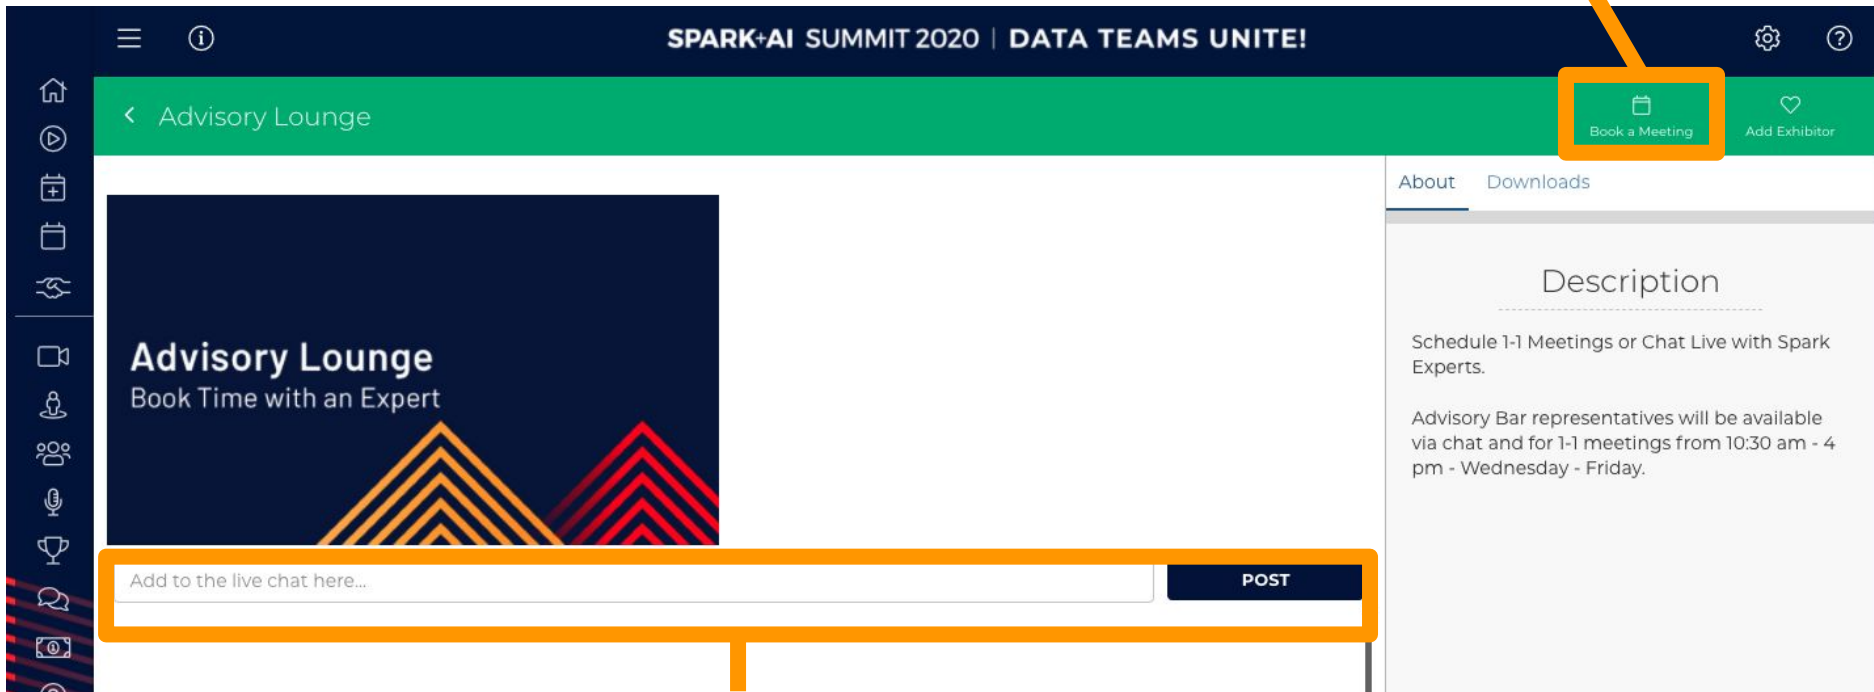 SPARK+AI SUMMIT 2020 | DATA TEAMS UNITE!
Advisory Lounge
Book a Meeting
Add Exhibitor
About Downloads
Advisory Lounge
Book Time with an Expert
Description
Schedule 1-1 Meetings or Chat Live with Spark
Experts.
Advisory Bar representatives will be available
via chat and for 1-1 meetings from 10:30 am - 4
pm - Wednesday - Friday.
Add to the live chat here...
POST